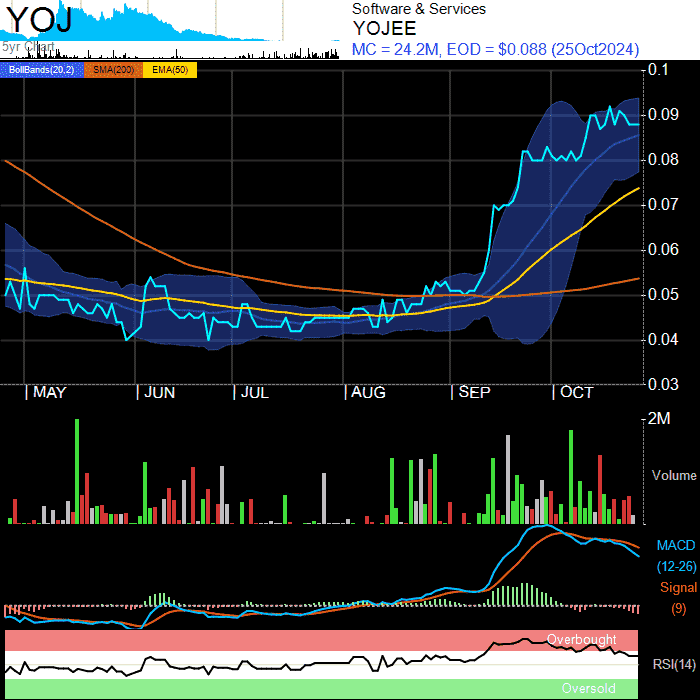 YOJ
5yr Chart
Software & Services
YOJEE
MC = 24.2M, EOD = $0.088 (25Oct2024)
BollBands(20,2) SMA(200) EMA(50)
0.1
0.09
0.08
0.07
0.06
0.05
0.04
0.03
MAY JUN JUL AUG SEP OCT
2M
Volume
MACD
(12-26)
Signal
(9)
Overbought
RSI(14)
Oversold